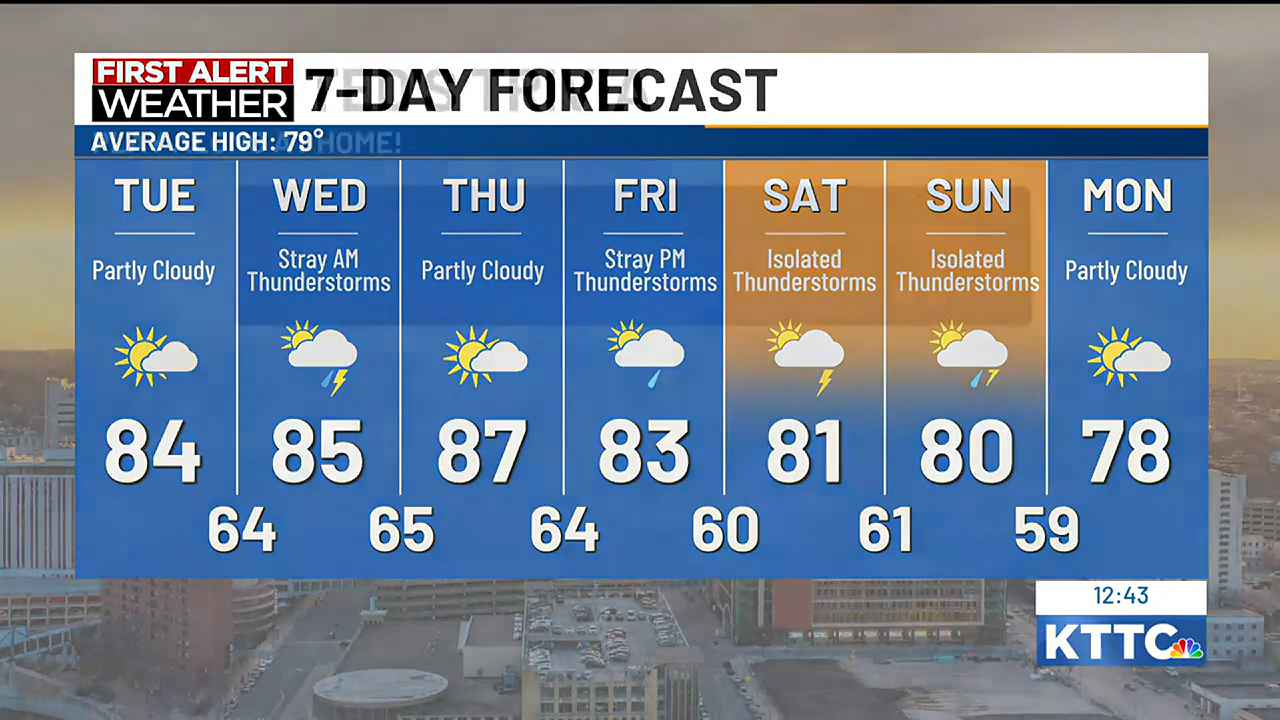 FIRST ALERT
WEATHER
7-DAY FORECAST
AVERAGE HIGH: 79°
HOME!
TUE
Partly Cloudy
84
WED
Stray AM
Thunderstorms
85
THU
Partly Cloudy
87
FRI
Stray PM
Thunderstorms
83
SAT
Isolated
Thunderstorms
81
SUN
Isolated
Thunderstorms
80
MON
Partly Cloudy
78
64
65
64
60
61
59
12:43
KTTC